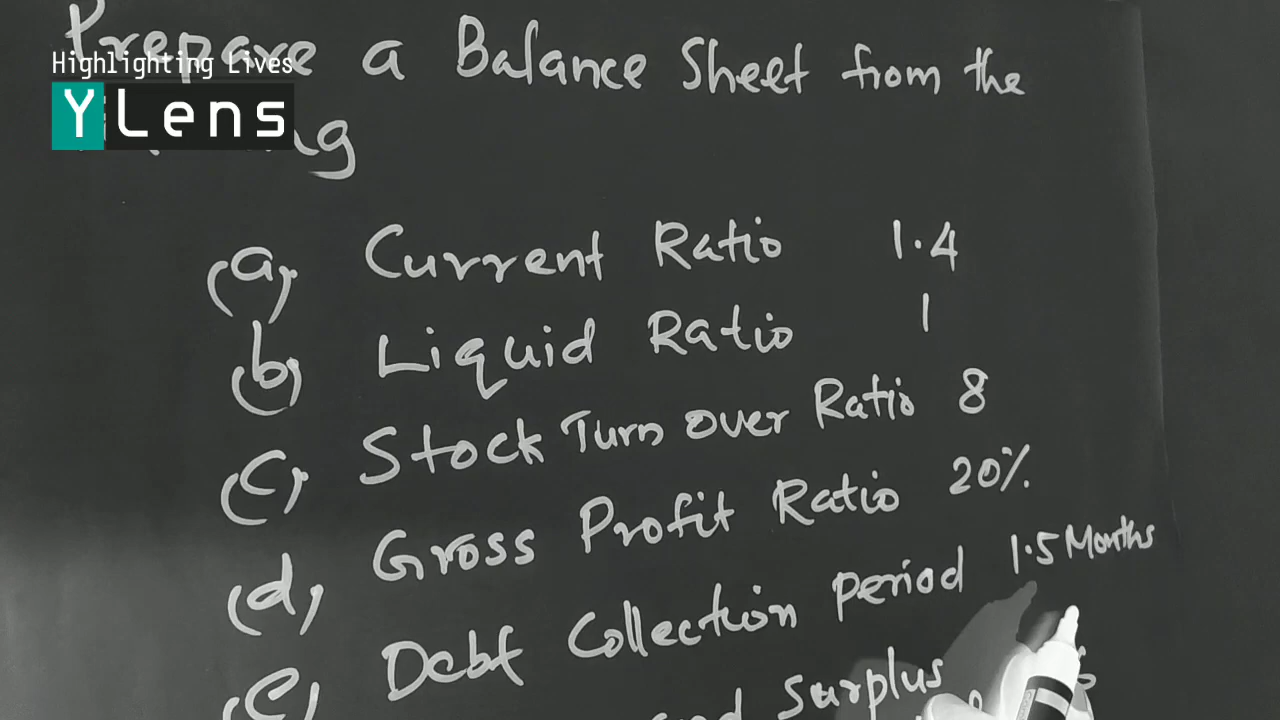 Prepare a Balance Sheet from the
Highlighting Lives
YLens
(a) Current Ratio 1.4
(b) Liquid Ratio 1
(c) Stock Turn over Ratio 8
(d) Gross Profit Ratio 20%
(e) Debt Collection period 1.5 Months
and Surplus